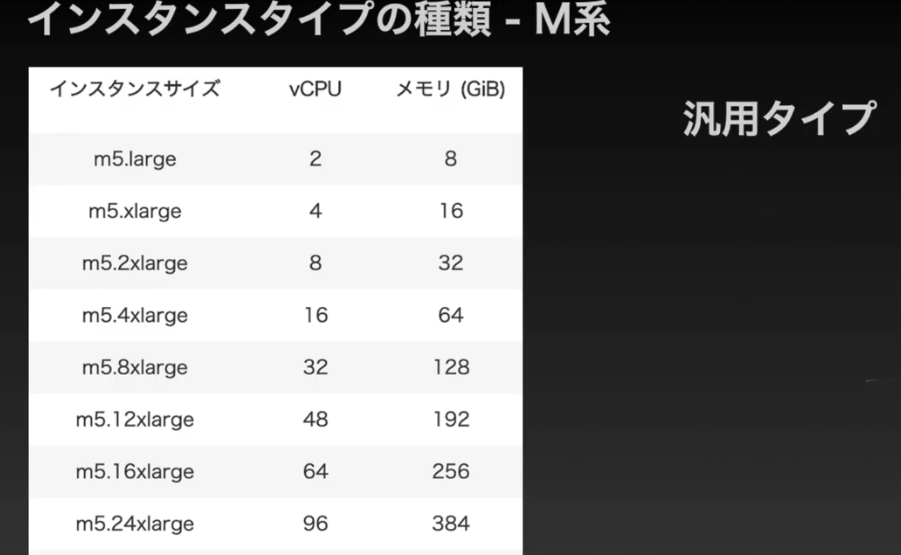 インスタンスタイプの種類 - M系
インスタンスサイズ vCPU メモリ (GiB)
汎用タイプ
m5.large 2 8
m5.xlarge 4 16
m5.2xlarge 8 32
m5.4xlarge 16 64
m5.8xlarge 32 128
m5.12xlarge 48 192
m5.16xlarge 64 256
m5.24xlarge 96 384